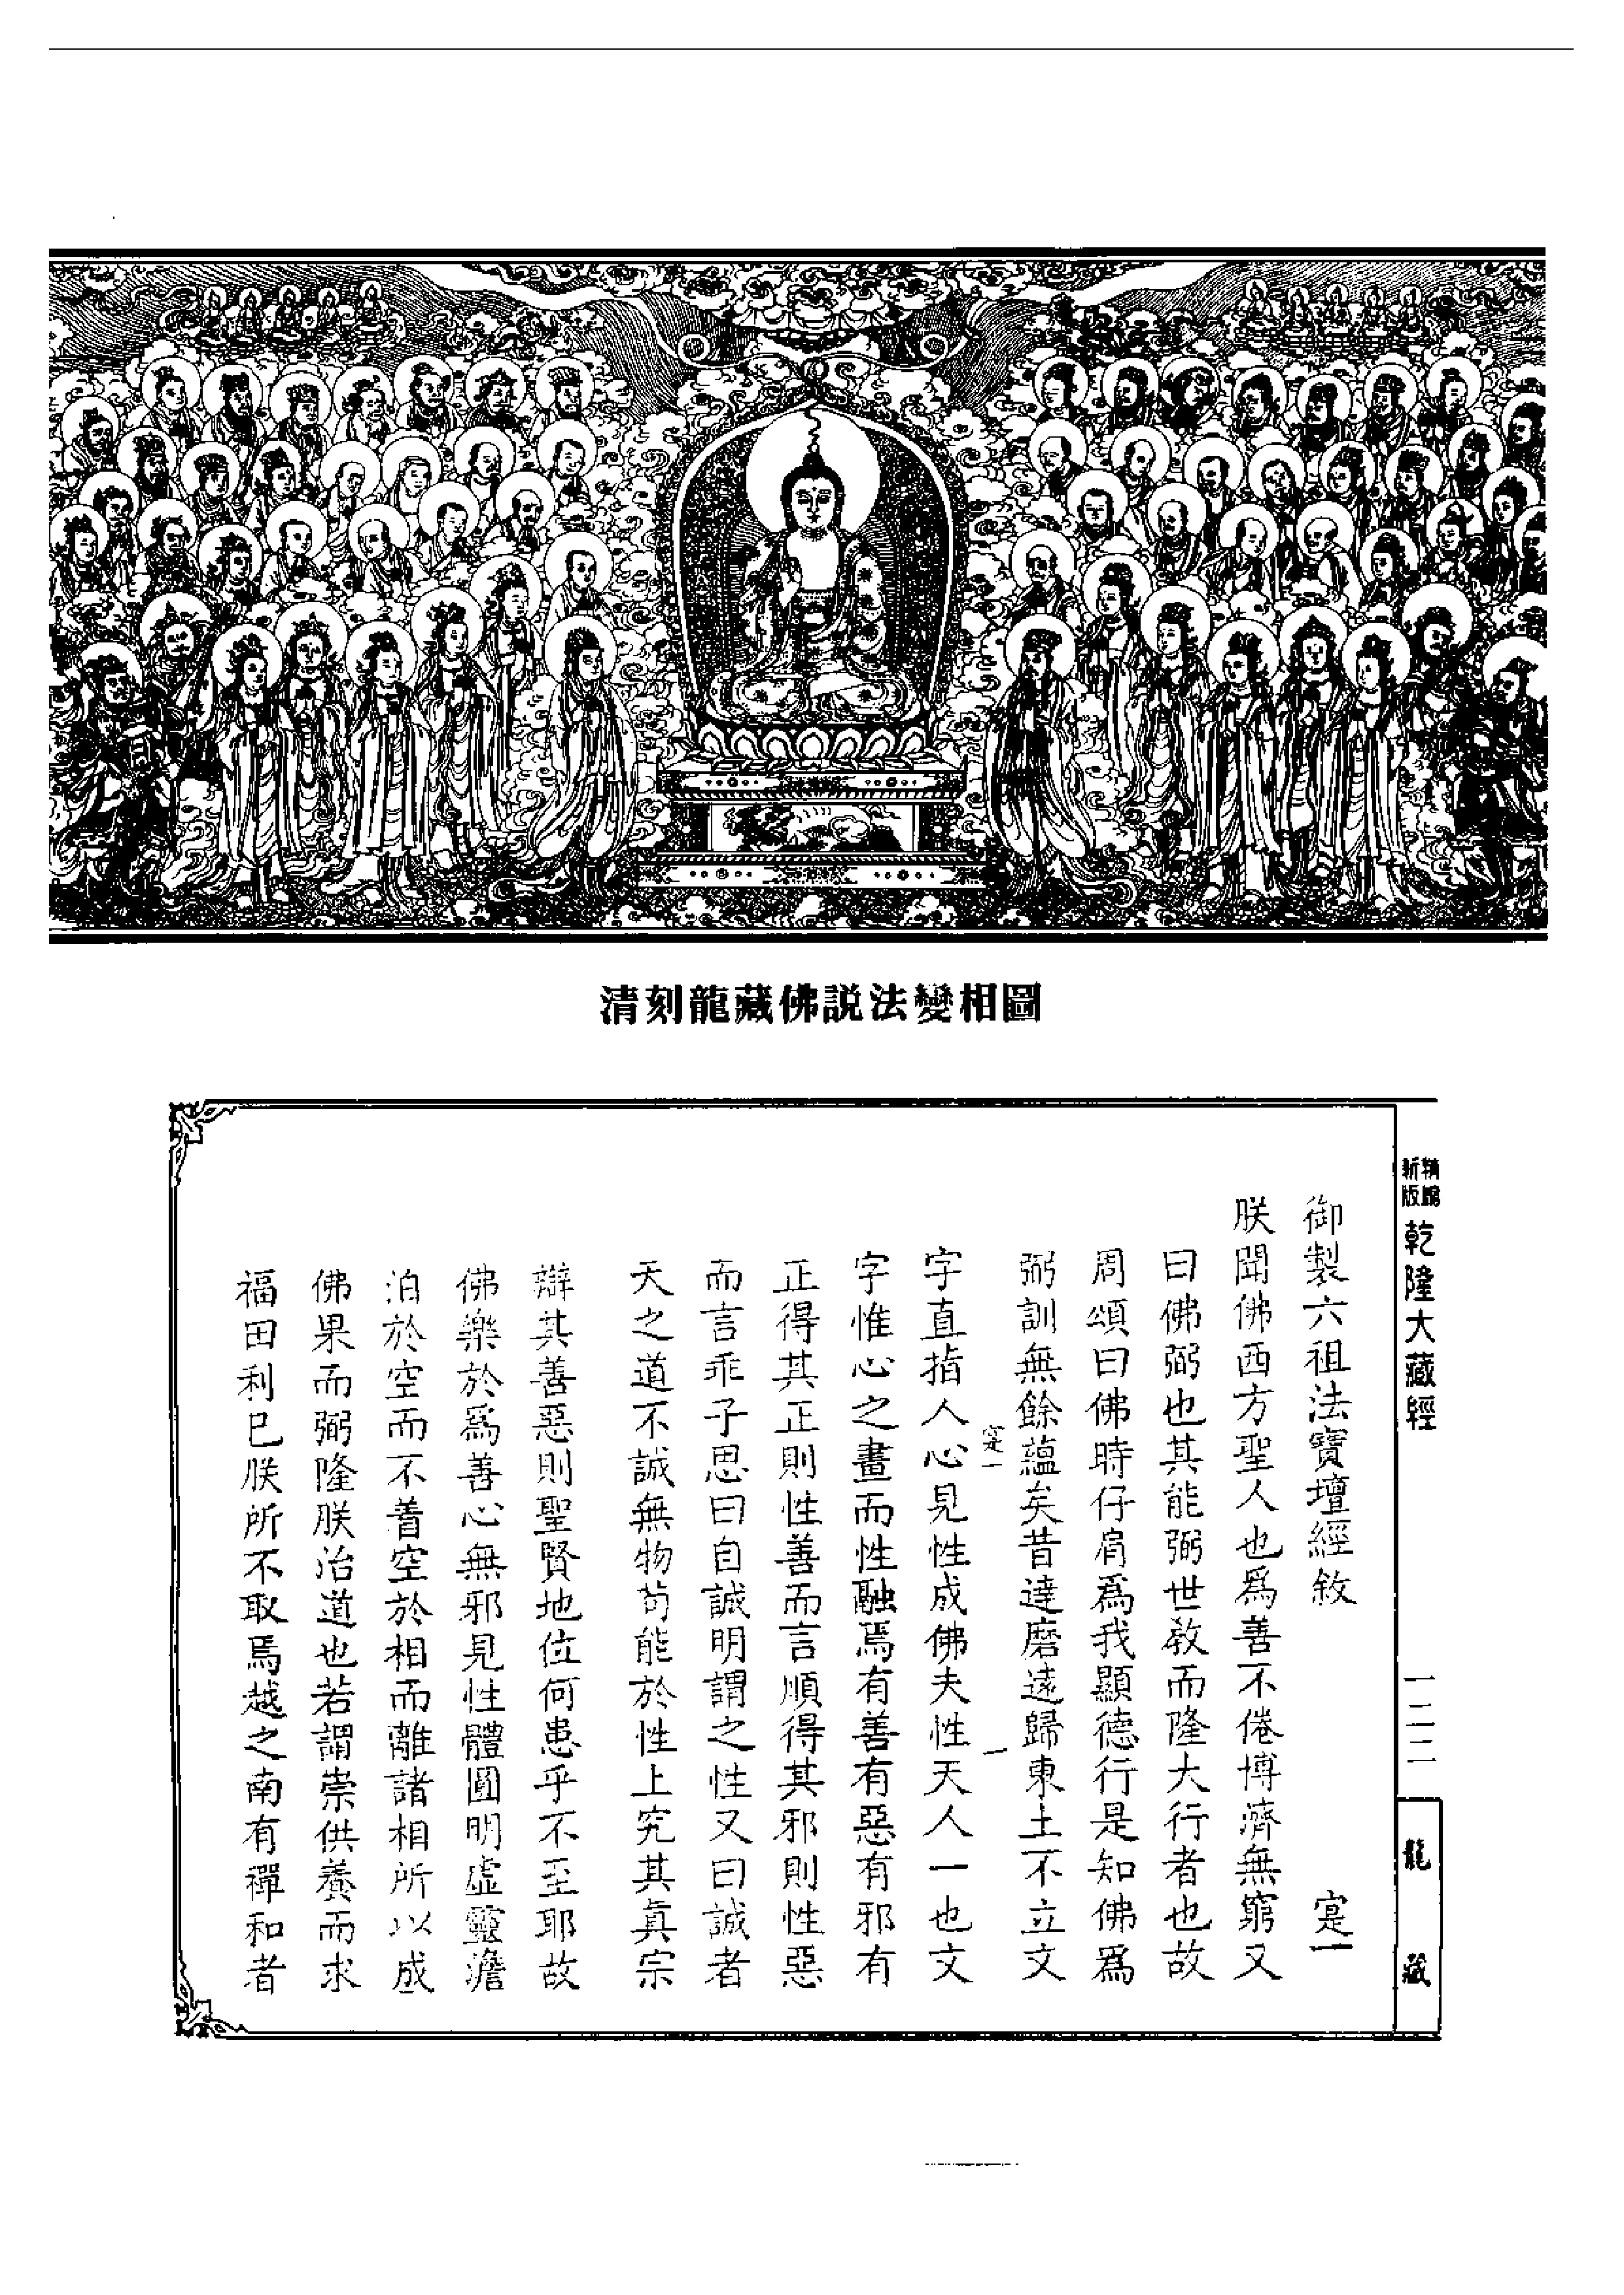 清刻龍藏佛説法變相圖
精縮
新版
乾隆大藏經
一二二
龍藏
御製六祖法寶壇經敘
寔一
朕聞佛西方聖人也爲善不倦博濟無窮又
曰佛弼也其能弼世教而隆大行者也故
周頌曰佛時仔肩爲我顯德行是知佛爲
弼訓無餘蘊矣昔達磨遠歸東土不立文
寔一
一
字直指人心見性成佛夫性天人一也文
字惟心之畫而性融焉有善有惡有邪有
正得其正則性善而言順得其邪則性惡
而言乖子思曰自誠明謂之性又曰誠者
天之道不誠無物苟能於性上究其眞宗
辯其善惡則聖賢地位何患乎不至耶故
佛樂於爲善心無邪見性體圓明虛靈澹
泊於空而不着空於相而離諸相所以成
佛果而弼隆朕治道也若謂崇供養而求
福田利已朕所不取焉越之南有禪和者